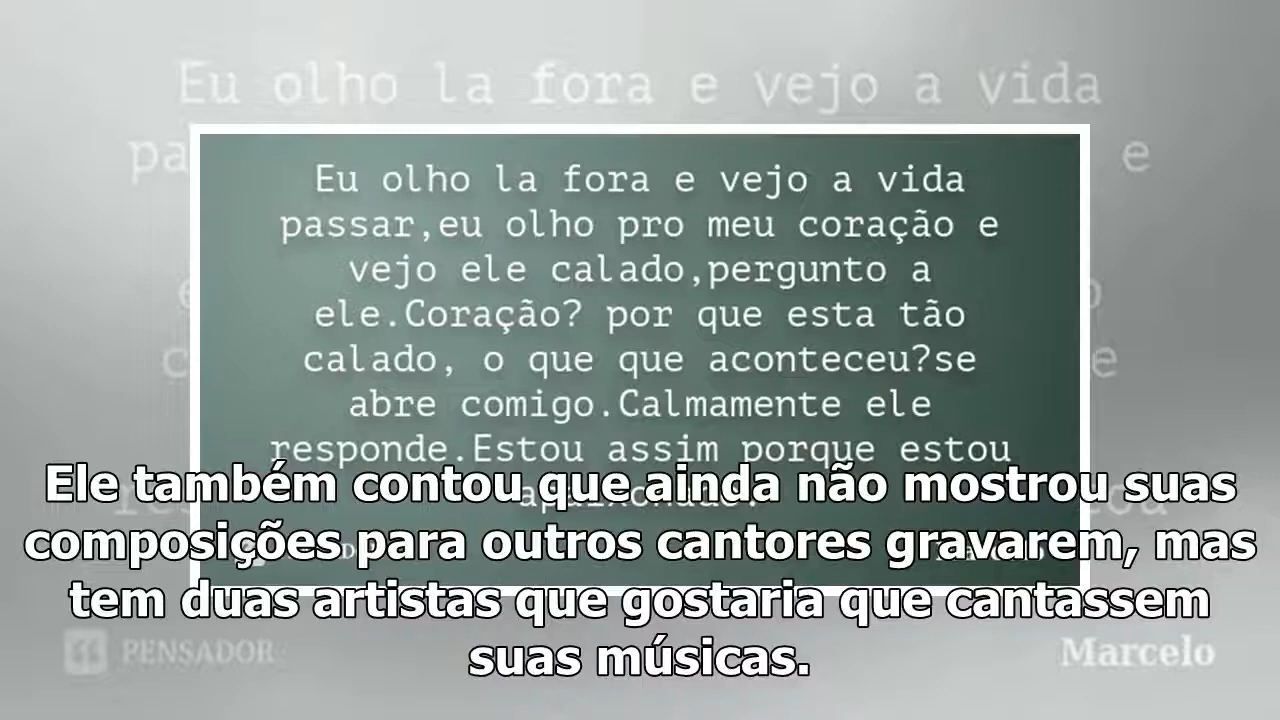 Eu olho la fora e vejo a vida
Eu olho la fora e vejo a vida
passar,eu olho pro meu coração e
vejo ele calado,pergunto a
ele.Coração? por que esta tão
calado, o que que aconteceu?se
abre comigo.Calmamente ele
responde.Estou assim porque estou
Ele também contou que ainda não mostrou suas
composições para outros cantores gravarem, mas
tem duas artistas que gostaria que cantassem
suas músicas.
PENSADOR
Marcelo